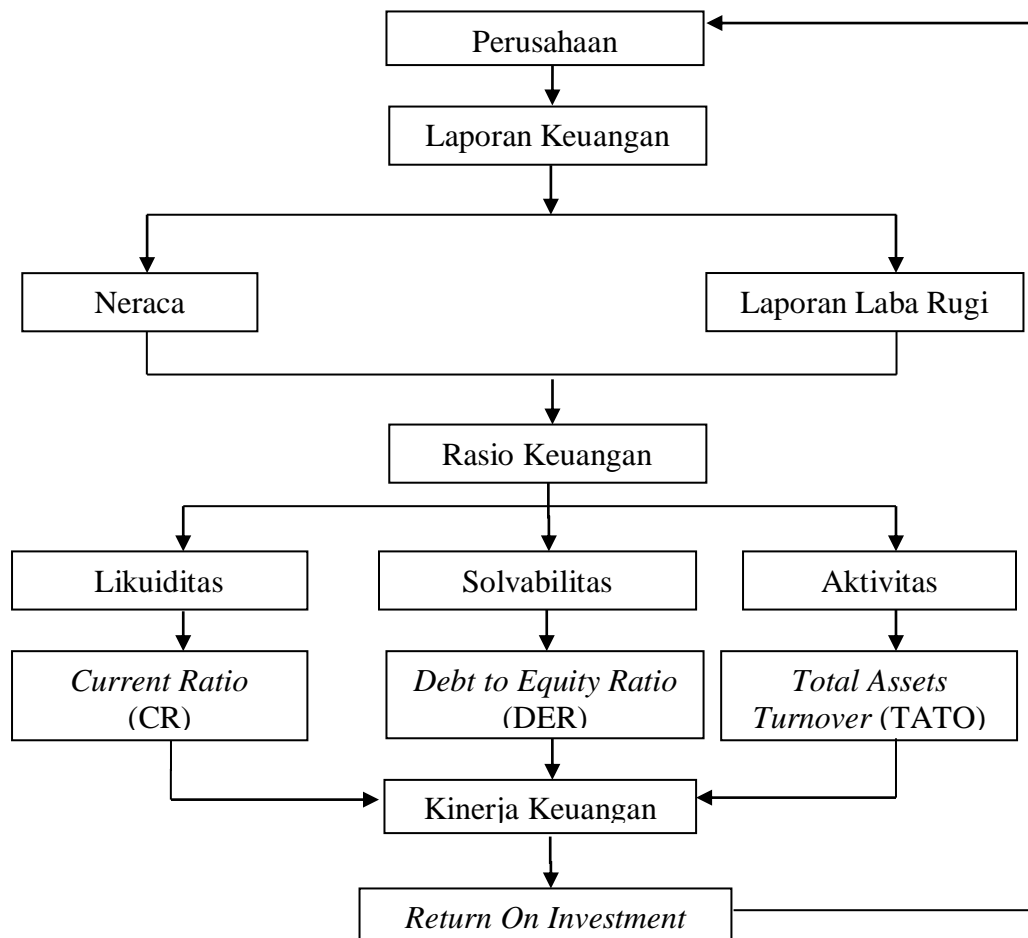 Perusahaan
Laporan Keuangan
Neraca
Laporan Laba Rugi
Rasio Keuangan
Likuiditas
Solvabilitas
Aktivitas
Current Ratio
(CR)
Debt to Equity Ratio
(DER)
Total Assets
Turnover (TATO)
Kinerja Keuangan
Return On Investment